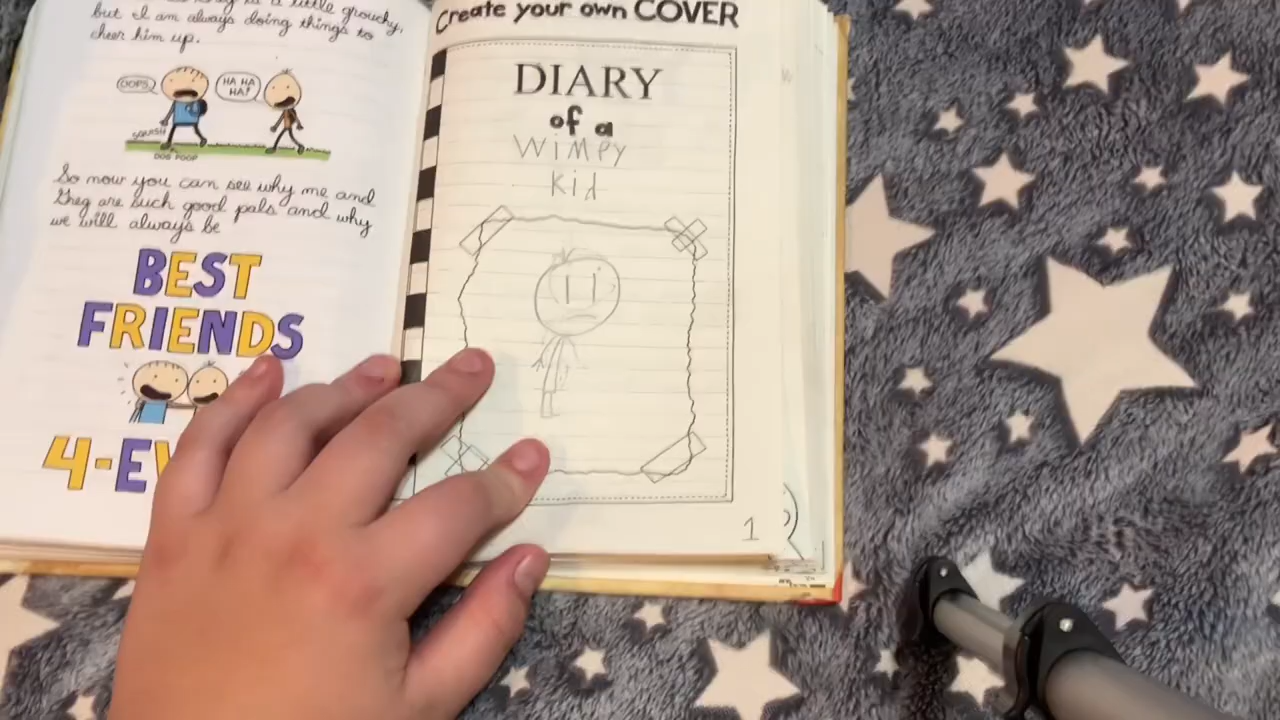 but I am always doing things to
cheer him up.
OOPS.
HA HA
HA!
SQUISH
DOG POOP
So now you can see why me and
Greg are such good pals and why
we will always be
BEST
FRIENDS
4-EV
Create your own COVER
DIARY
of a
WiMPY
Kid
1